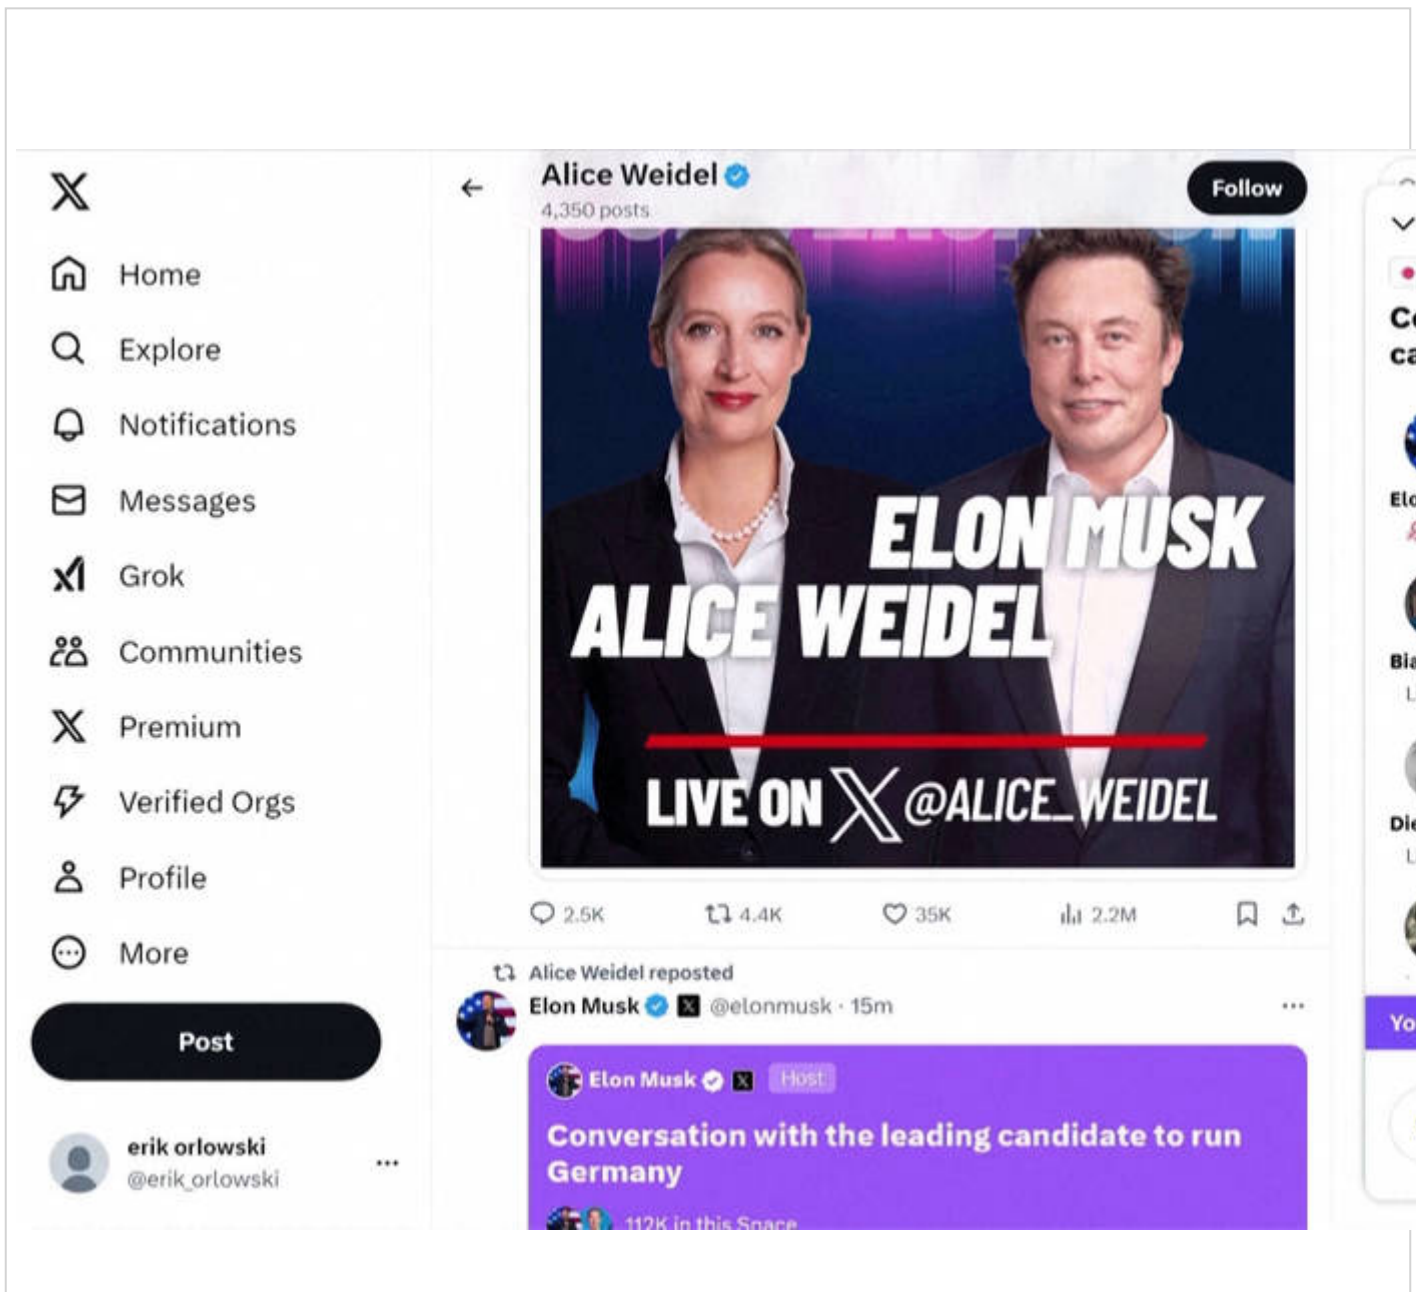 Home
Explore
Notifications
Messages
Grok
Communities
Premium
Verified Orgs
Profile
More
Post
erik orlowski
@erik_orlowski
Alice Weidel
4,350 posts
Follow
ELON MUSK
ALICE WEIDEL
LIVE ON X @ALICE_WEIDEL
2.5K 4.4K 35K 2.2M
Alice Weidel reposted
Elon Musk @elonmusk · 15m
Elon Musk Host
Conversation with the leading candidate to run
Germany
112K in this Space